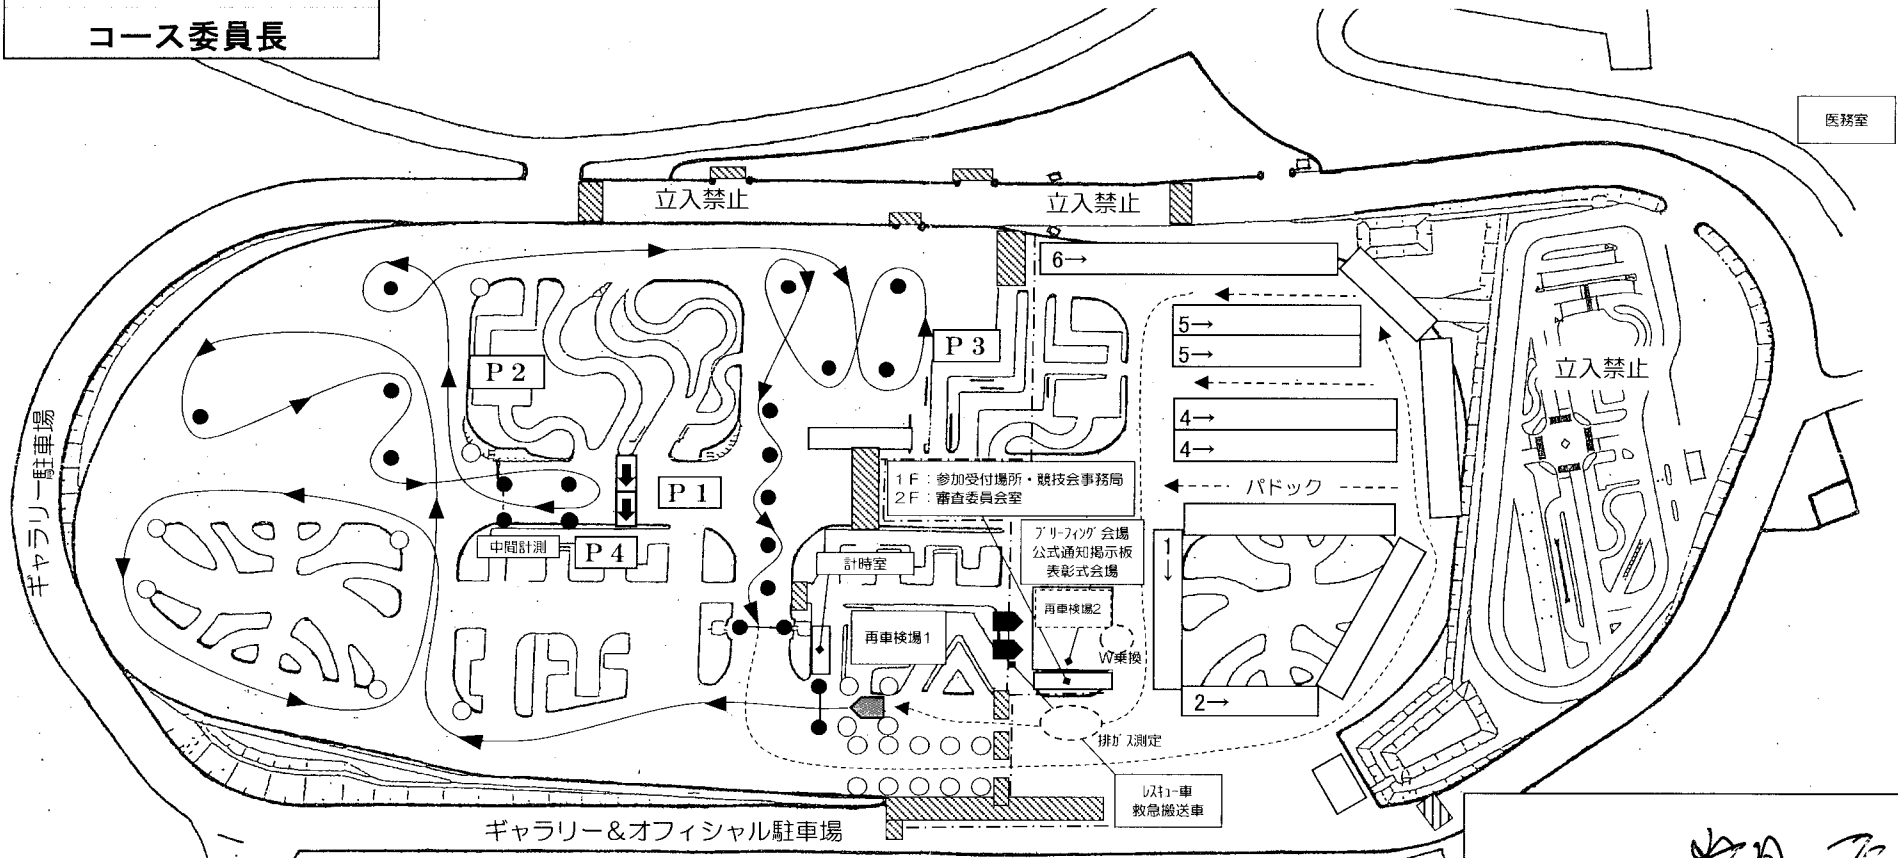 コース委員長
医務室
立入禁止
立入禁止
6→
5→
5→
P2
P3
立入禁止
4→
4→
ギャラリー駐車場
1F：参加受付場所・競技会事務局
2F：審査委員会室
P1
パドック
中間計測
P4
計時室
ブリーフィング会場
公式通知掲示板
表彰式会場
1→
再車検場1
再車検場2
W乗換
2→
排ガス測定
レスキュー車
救急搬送車
ギャラリー＆オフィシャル駐車場